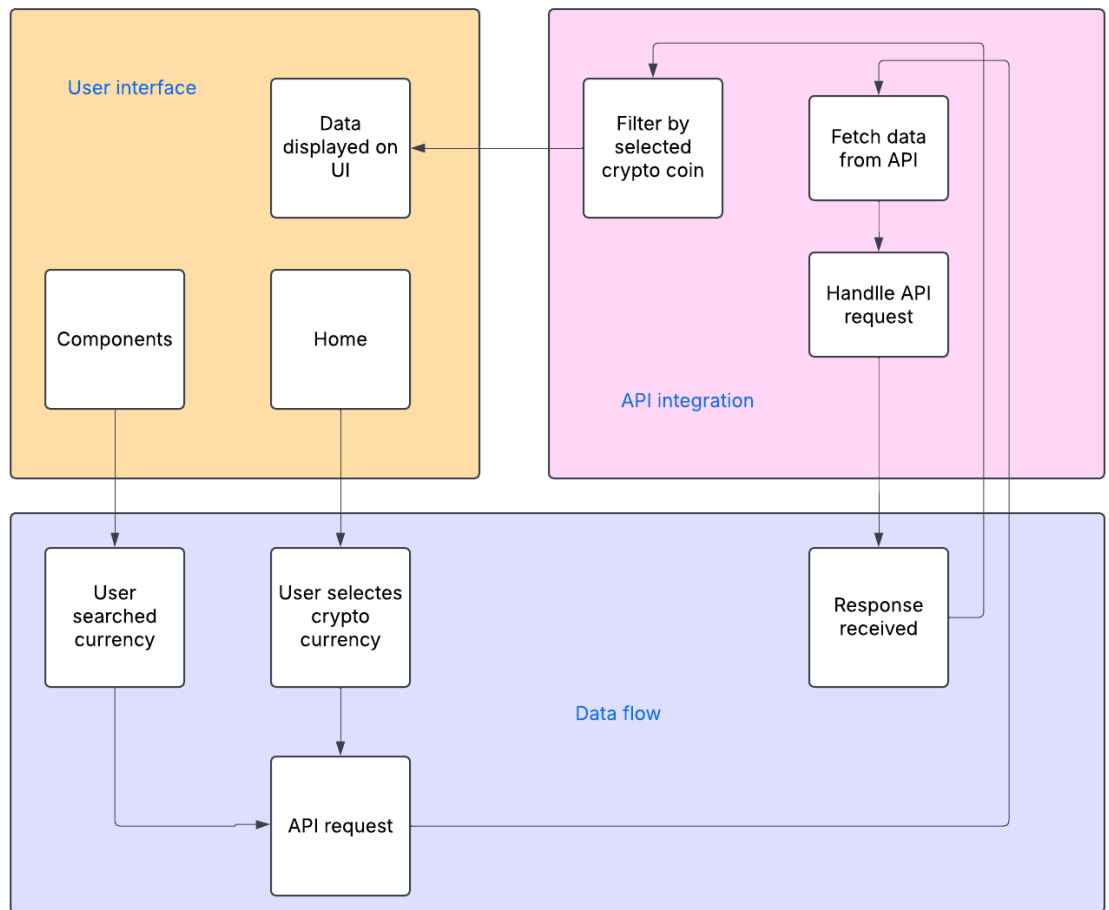 User interface
Data
displayed on
UI
Components
Home
Filter by
selected
crypto coin
Fetch data
from API
Handlle API
request
API integration
User
searched
currency
User selectes
crypto
currency
Response
received
Data flow
API request